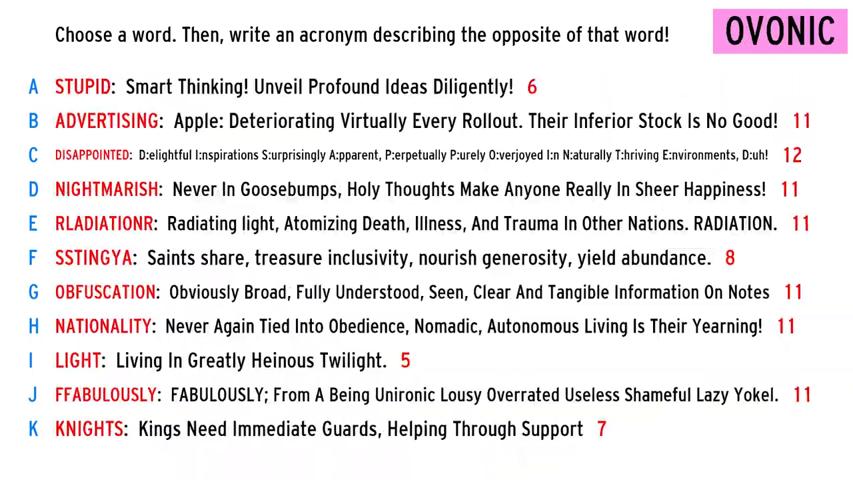 Choose a word. Then, write an acronym describing the opposite of that word!
OVONIC
A STUPID: Smart Thinking! Unveil Profound Ideas Diligently! 6
B ADVERTISING: Apple: Deteriorating Virtually Every Rollout. Their Inferior Stock Is No Good! 11
C DISAPPOINTED: D:elightful I:nspirations S:urprisingly A:pparent, P:erpetually P:urely O:verjoyed I:n N:aturally T:hriving E:nvironments, D:uh! 12
D NIGHTMARISH: Never In Goosebumps, Holy Thoughts Make Anyone Really In Sheer Happiness! 11
E RLADIATIONR: Radiating light, Atomizing Death, Illness, And Trauma In Other Nations. RADIATION. 11
F SSTINGYA: Saints share, treasure inclusivity, nourish generosity, yield abundance. 8
G OBFUSCATION: Obviously Broad, Fully Understood, Seen, Clear And Tangible Information On Notes 11
H NATIONALITY: Never Again Tied Into Obedience, Nomadic, Autonomous Living Is Their Yearning! 11
I LIGHT: Living In Greatly Heinous Twilight. 5
J FFABULOUSLY: FABULOUSLY; From A Being Unironic Lousy Overrated Useless Shameful Lazy Yokel. 11
K KNIGHTS: Kings Need Immediate Guards, Helping Through Support 7